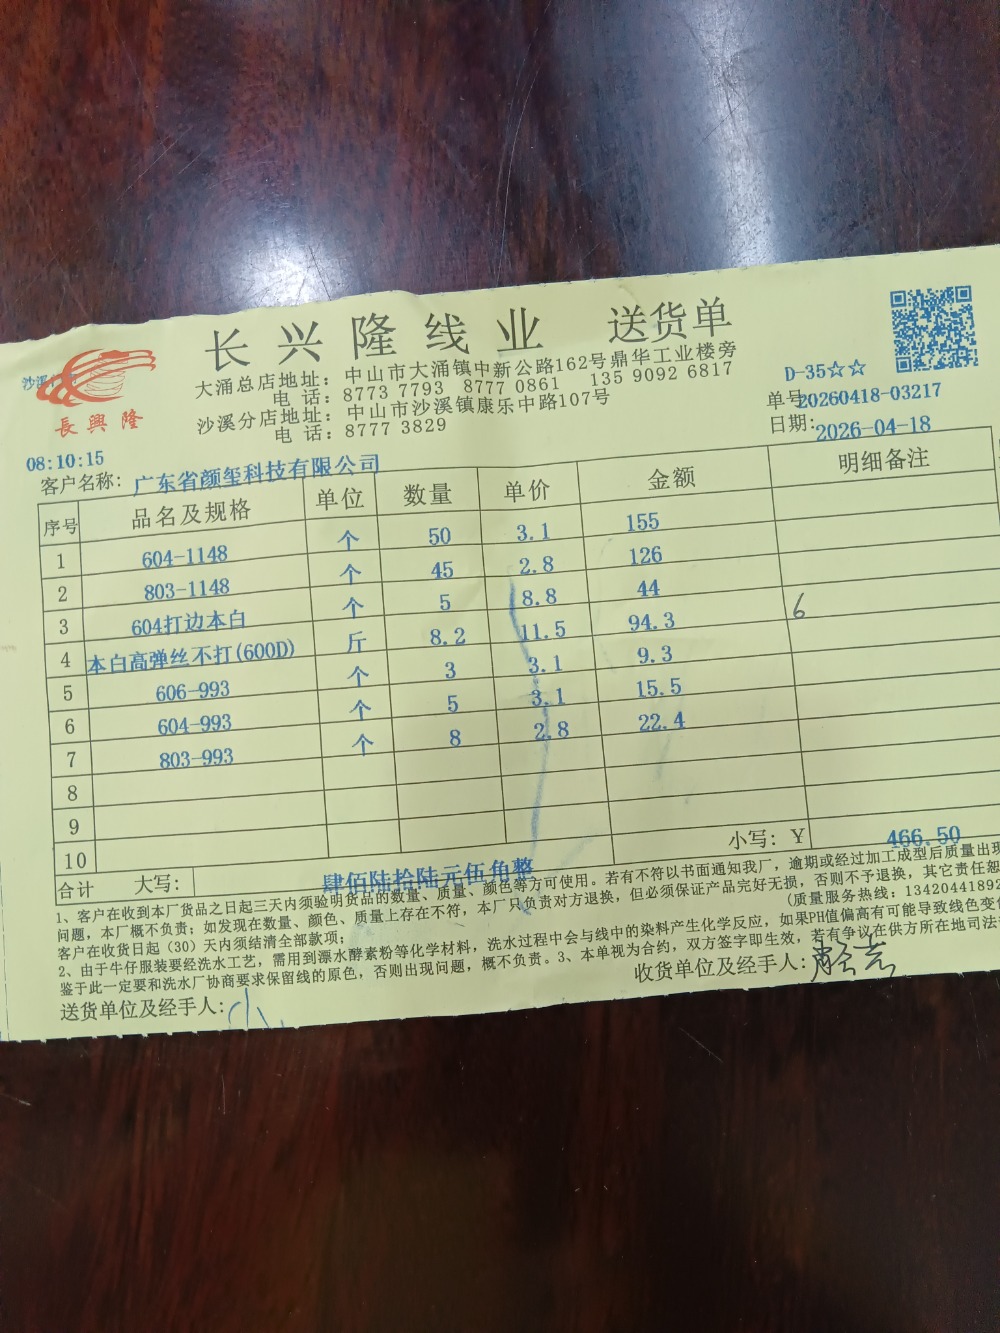 长兴隆线业 送货单
大涌总店地址：中山市大涌镇中新公路162号鼎华工业楼旁
电 话：8773 7793 8777 0861 135 9092 6817
沙溪分店地址：中山市沙溪镇康乐中路107号
电 话：8777 3829
沙溪
長興隆
D-35☆☆
单号20260418-03217
日期：2026-04-18
08:10:15
客户名称：广东省颜玺科技有限公司
序号 品名及规格 单位 数量 单价 金额 明细备注
1 604-1148 个 50 3.1 155
2 803-1148 个 45 2.8 126
3 604打边本白 个 5 8.8 44 6
4 本白高弹丝不打(600D) 斤 8.2 11.5 94.3
5 606-993 个 3 3.1 9.3
6 604-993 个 5 3.1 15.5
7 803-993 个 8 2.8 22.4
8
9
10
合计 大写：肆佰陆拾陆元伍角整 小写：￥ 466.50
1、客户在收到本厂货品之日起三天内须验明货品的数量、质量、颜色等方可使用。若有不符以书面通知我厂，逾期或经过加工成型后质量出现
问题，本厂概不负责；如发现在数量、颜色、质量上存在不符，本厂只负责对方退换，但必须保证产品完好无损，否则不予退换，其它责任恕
客户在收货日起（30）天内须结清全部款项； (质量服务热线：13420441892
2、由于牛仔服装要经洗水工艺，需用到漂水酵素粉等化学材料，洗水过程中会与线中的染料产生化学反应，如果PH值偏高有可能导致线色变
鉴于此一定要和洗水厂协商要求保留线的原色，否则出现问题，概不负责。3、本单视为合约，双方签字即生效，若有争议在供方所在地司法
送货单位及经手人： 收货单位及经手人：